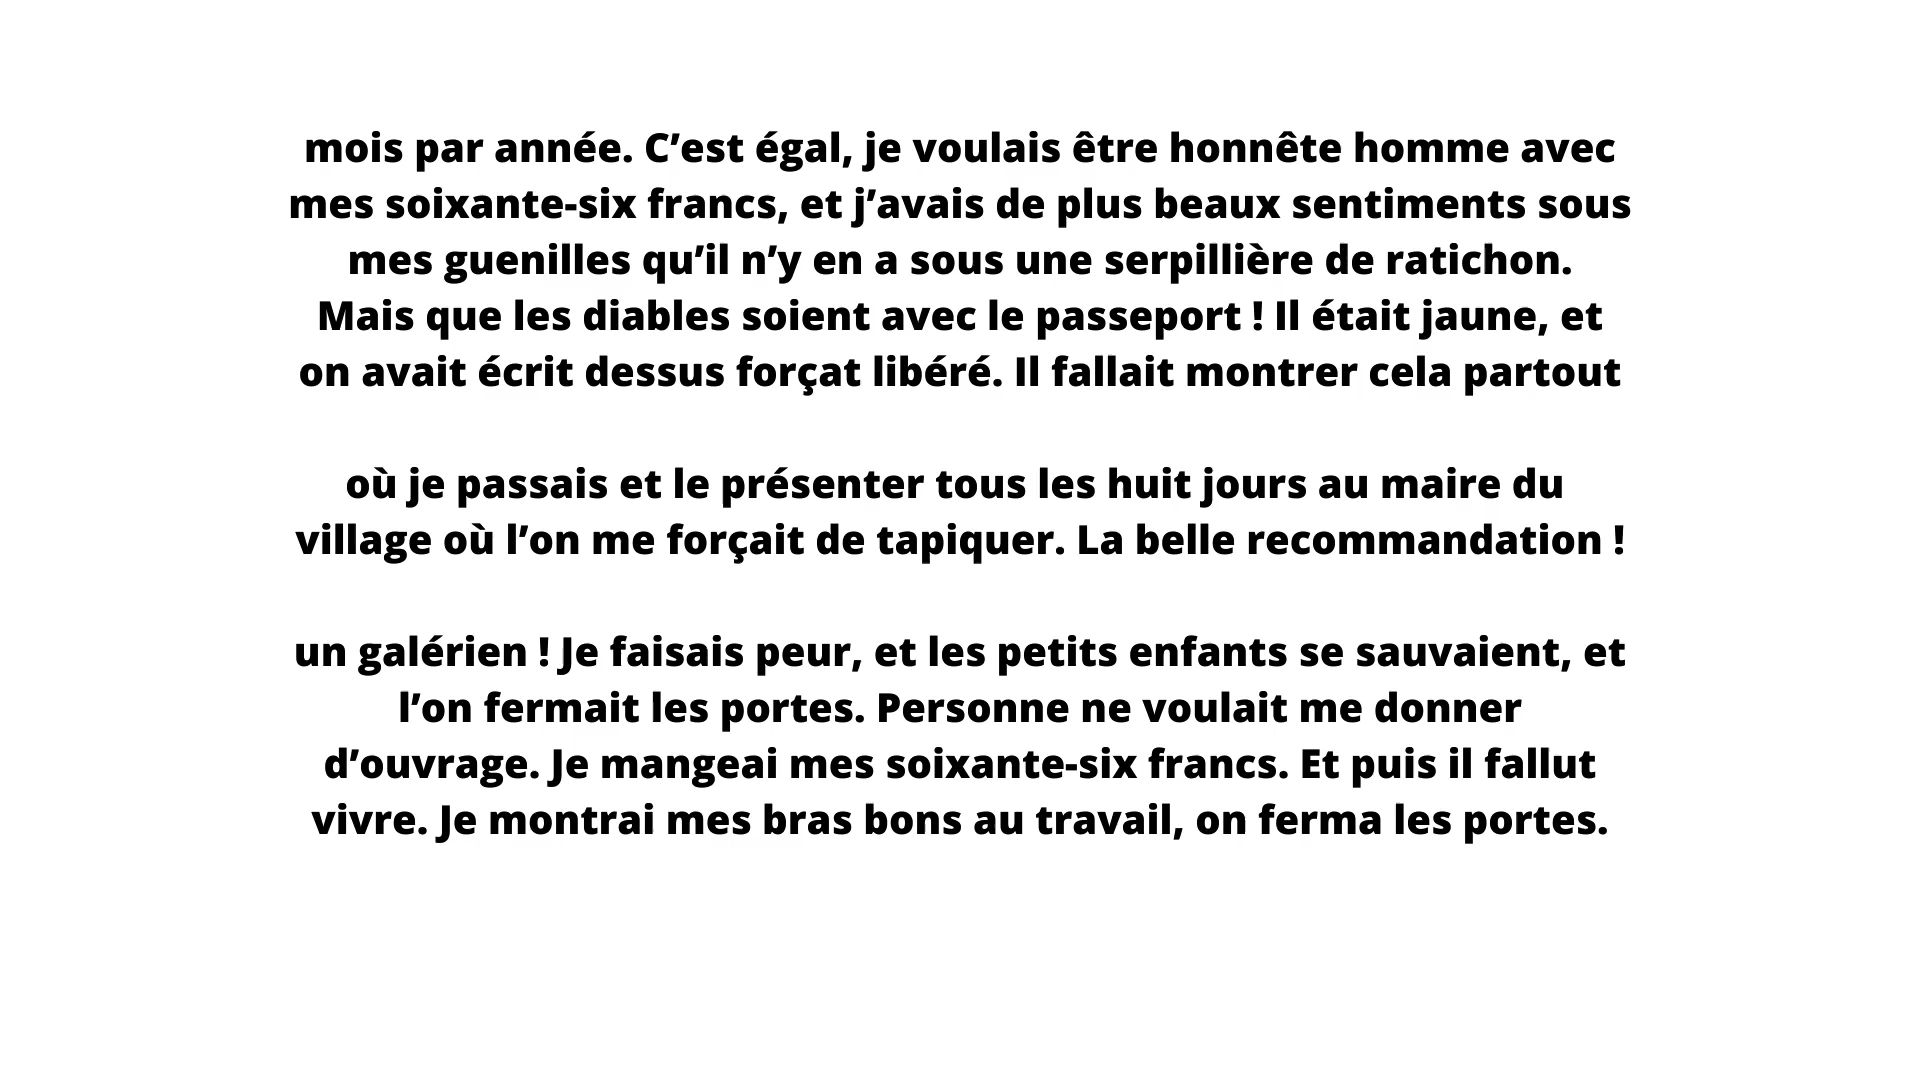 mois par année. C’est égal, je voulais être honnête homme avec
mes soixante-six francs, et j’avais de plus beaux sentiments sous
mes guenilles qu’il n’y en a sous une serpillière de ratichon.
Mais que les diables soient avec le passeport ! Il était jaune, et
on avait écrit dessus forçat libéré. Il fallait montrer cela partout
où je passais et le présenter tous les huit jours au maire du
village où l’on me forçait de tapiquer. La belle recommandation !
un galérien ! Je faisais peur, et les petits enfants se sauvaient, et
l’on fermait les portes. Personne ne voulait me donner
d’ouvrage. Je mangeai mes soixante-six francs. Et puis il fallut
vivre. Je montrai mes bras bons au travail, on ferma les portes.